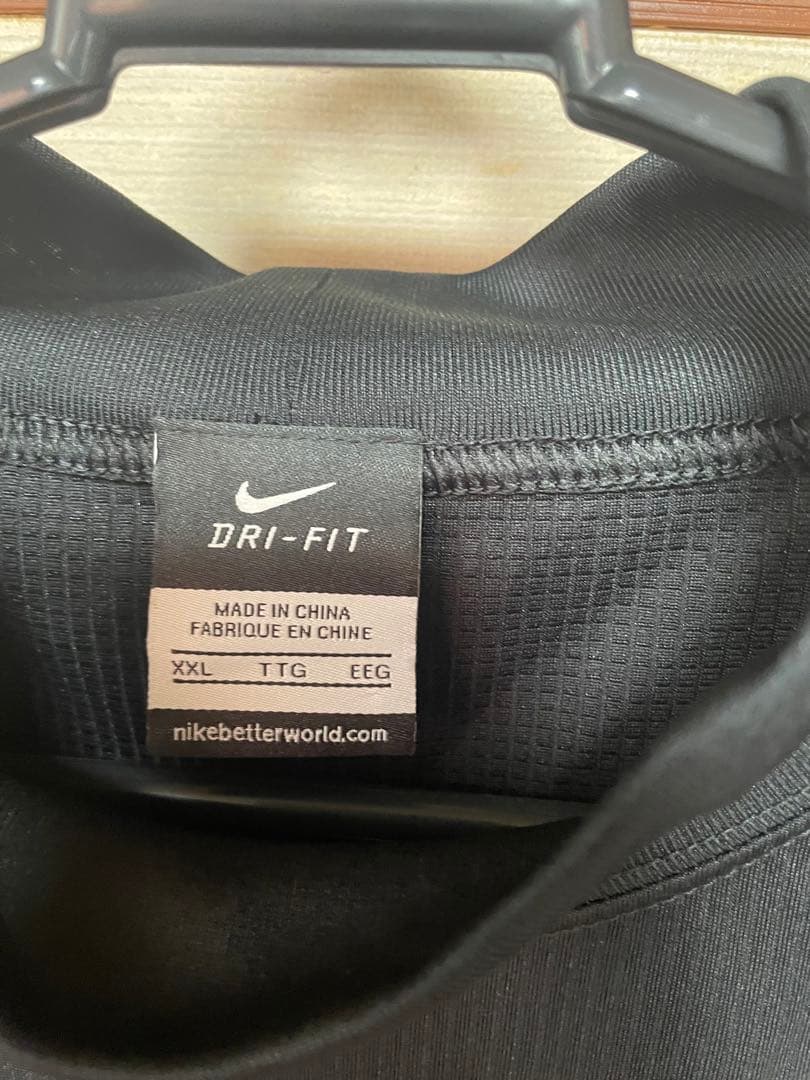 DRI-FIT
MADE IN CHINA
FABRIQUE EN CHINE
XXL TTG EEG
nikebetterworld.com